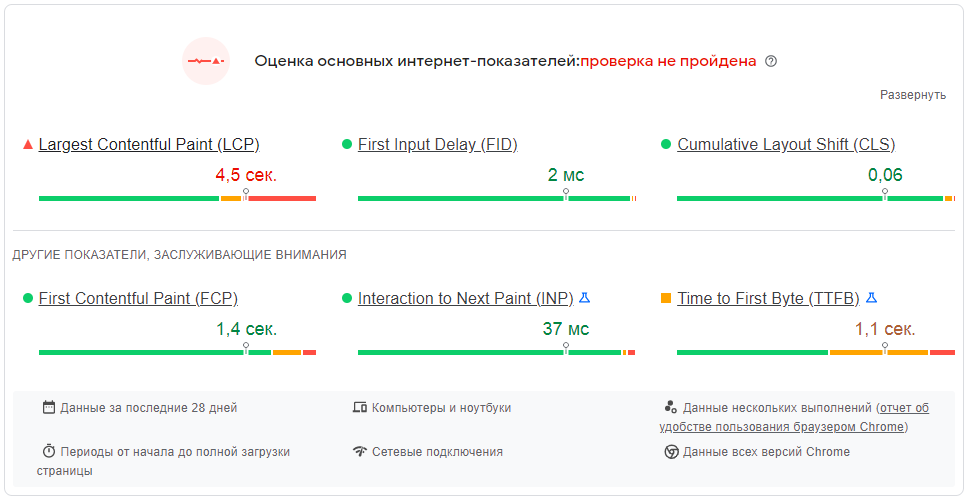 Оценка основных интернет-показателей:проверка не пройдена
Развернуть
Largest Contentful Paint (LCP)
4,5 сек.
First Input Delay (FID)
2 мс
Cumulative Layout Shift (CLS)
0,06
ДРУГИЕ ПОКАЗАТЕЛИ, ЗАСЛУЖИВАЮЩИЕ ВНИМАНИЯ
First Contentful Paint (FCP)
1,4 сек.
Interaction to Next Paint (INP)
37 мс
Time to First Byte (TTFB)
1,1 сек.
Данные за последние 28 дней
Компьютеры и ноутбуки
Данные нескольких выполнений (отчет об
удобстве пользования браузером Chrome)
Периоды от начала до полной загрузки
страницы
Сетевые подключения
Данные всех версий Chrome